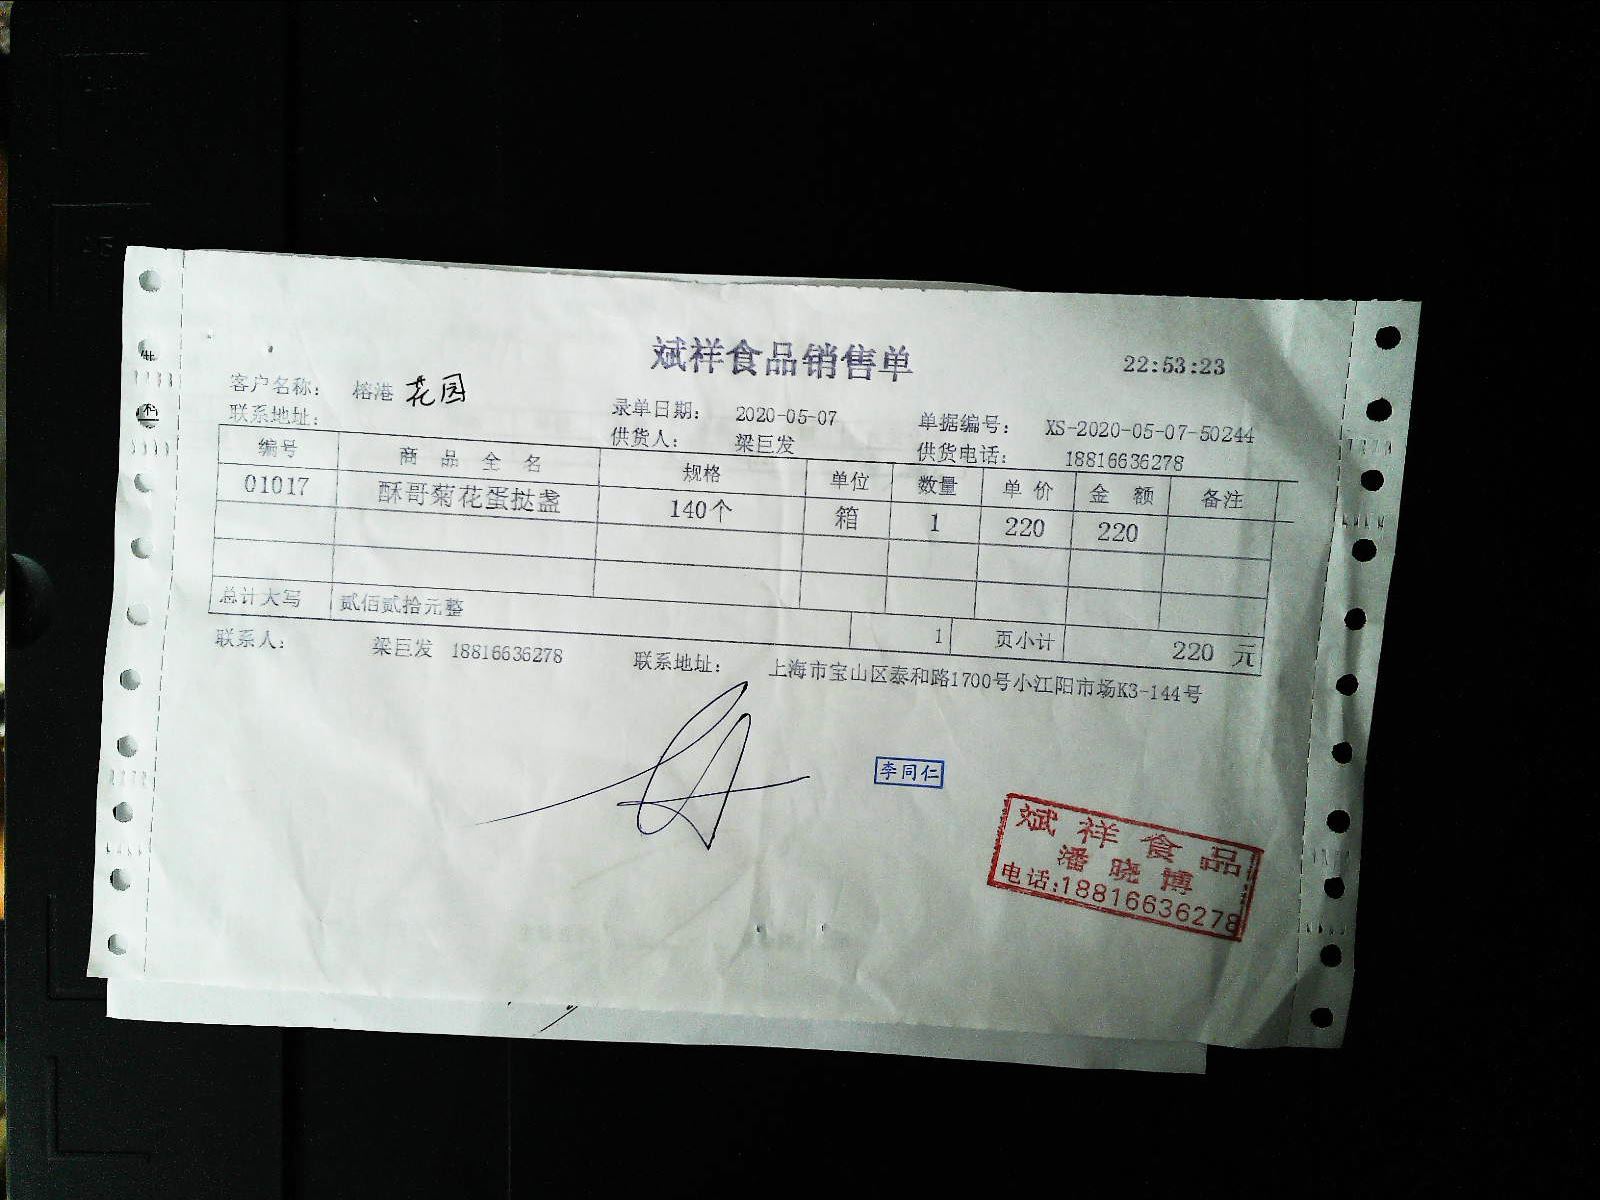 斌祥食品销售单
22:53:23
客户名称： 榕港 花园
录单日期： 2020-05-07 单据编号： XS-2020-05-07-50244
联系地址： 供货人： 梁巨发 供货电话： 18816636278
编号 商品全名 规格 单位 数量 单价 金额 备注
01017 酥哥菊花蛋挞盏 140个 箱 1 220 220
总计大写 贰佰贰拾元整 1 页小计 220 元
联系人： 梁巨发 18816636278 联系地址： 上海市宝山区泰和路1700号小江阳市场K3-144号
李同仁
斌祥食品
潘晓博
电话:18816636278